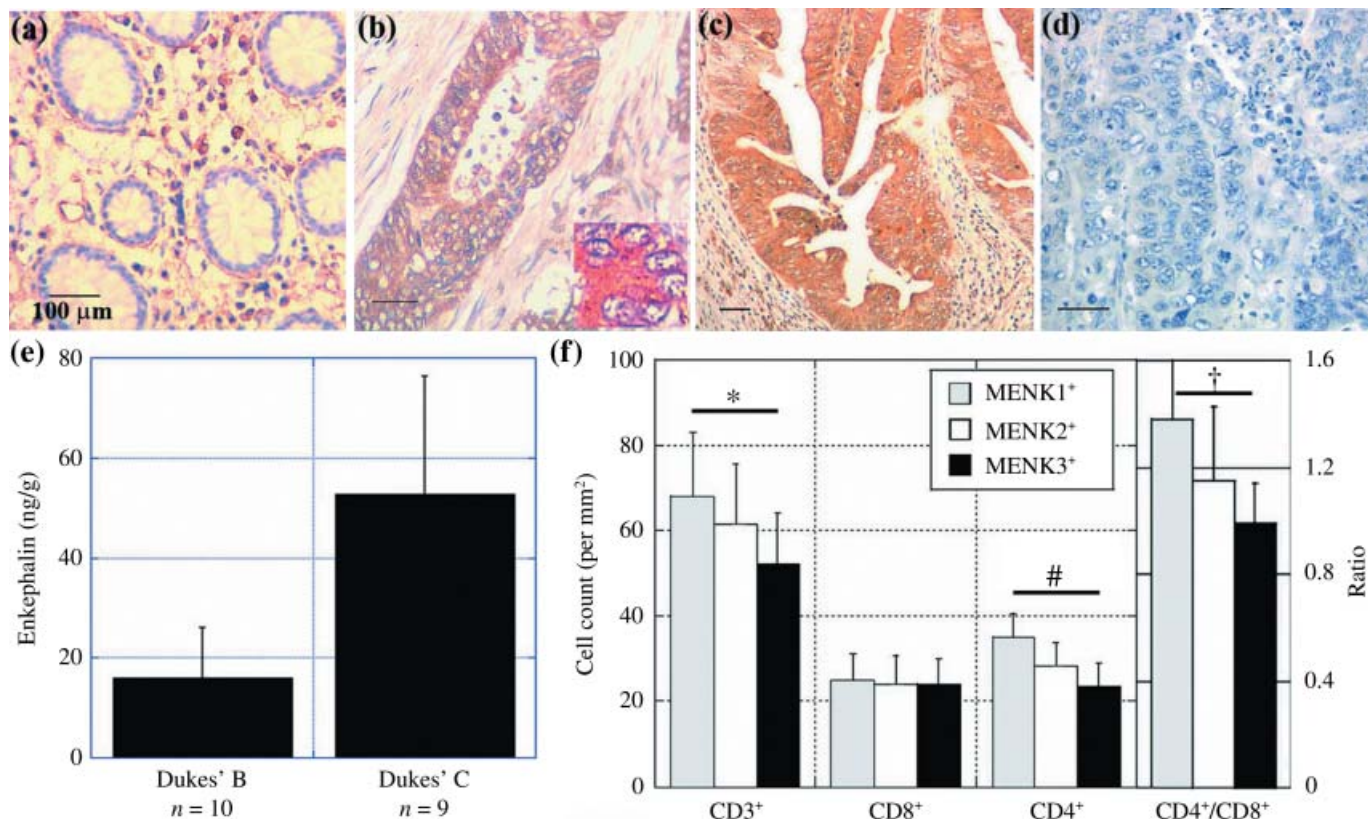 (a)
(b)
(c)
(d)
100 μm
(e)
80
60
40
20
0
Enkephalin (ng/g)
Dukes' B
n = 10
Dukes' C
n = 9
(f)
100
80
60
40
20
0
Cell count (per mm²)
*
#
†
MENK1⁺
MENK2⁺
MENK3⁺
1.6
1.2
0.8
0.4
0
Ratio
CD3⁺
CD8⁺
CD4⁺
CD4⁺/CD8⁺